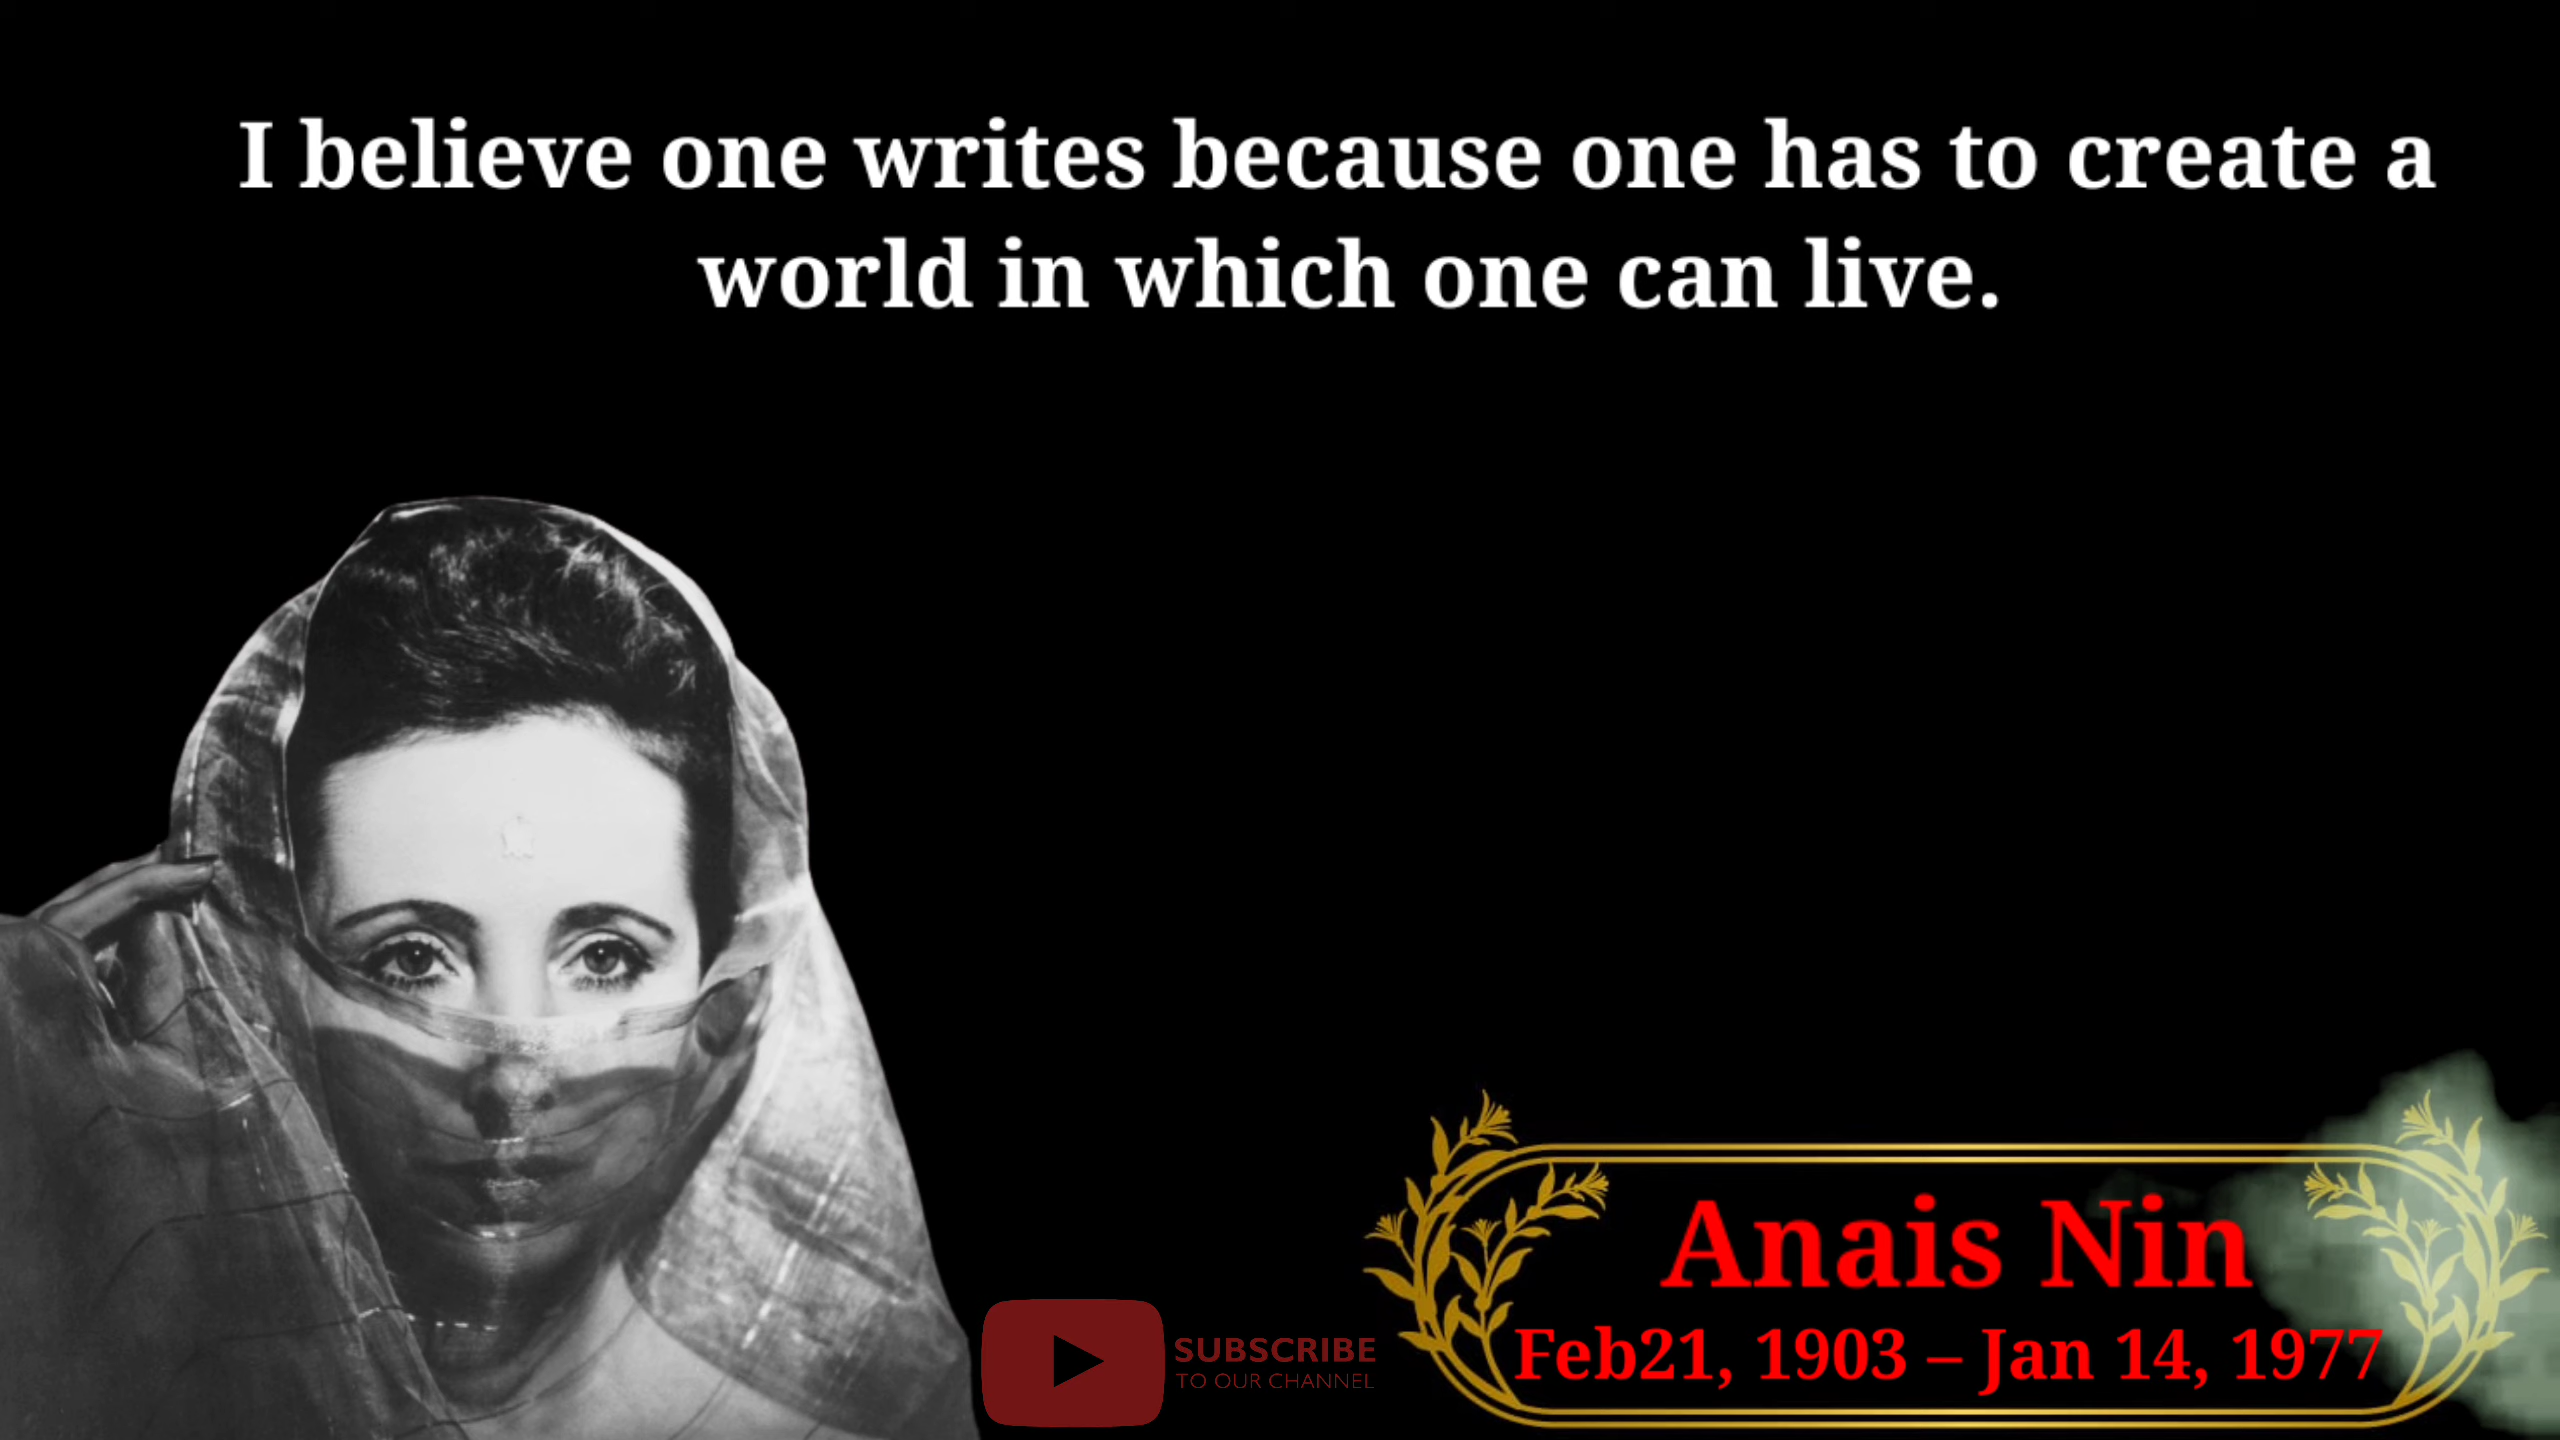 I believe one writes because one has to create a
world in which one can live.
Anais Nin
Feb21, 1903 – Jan 14, 1977
SUBSCRIBE
TO OUR CHANNEL